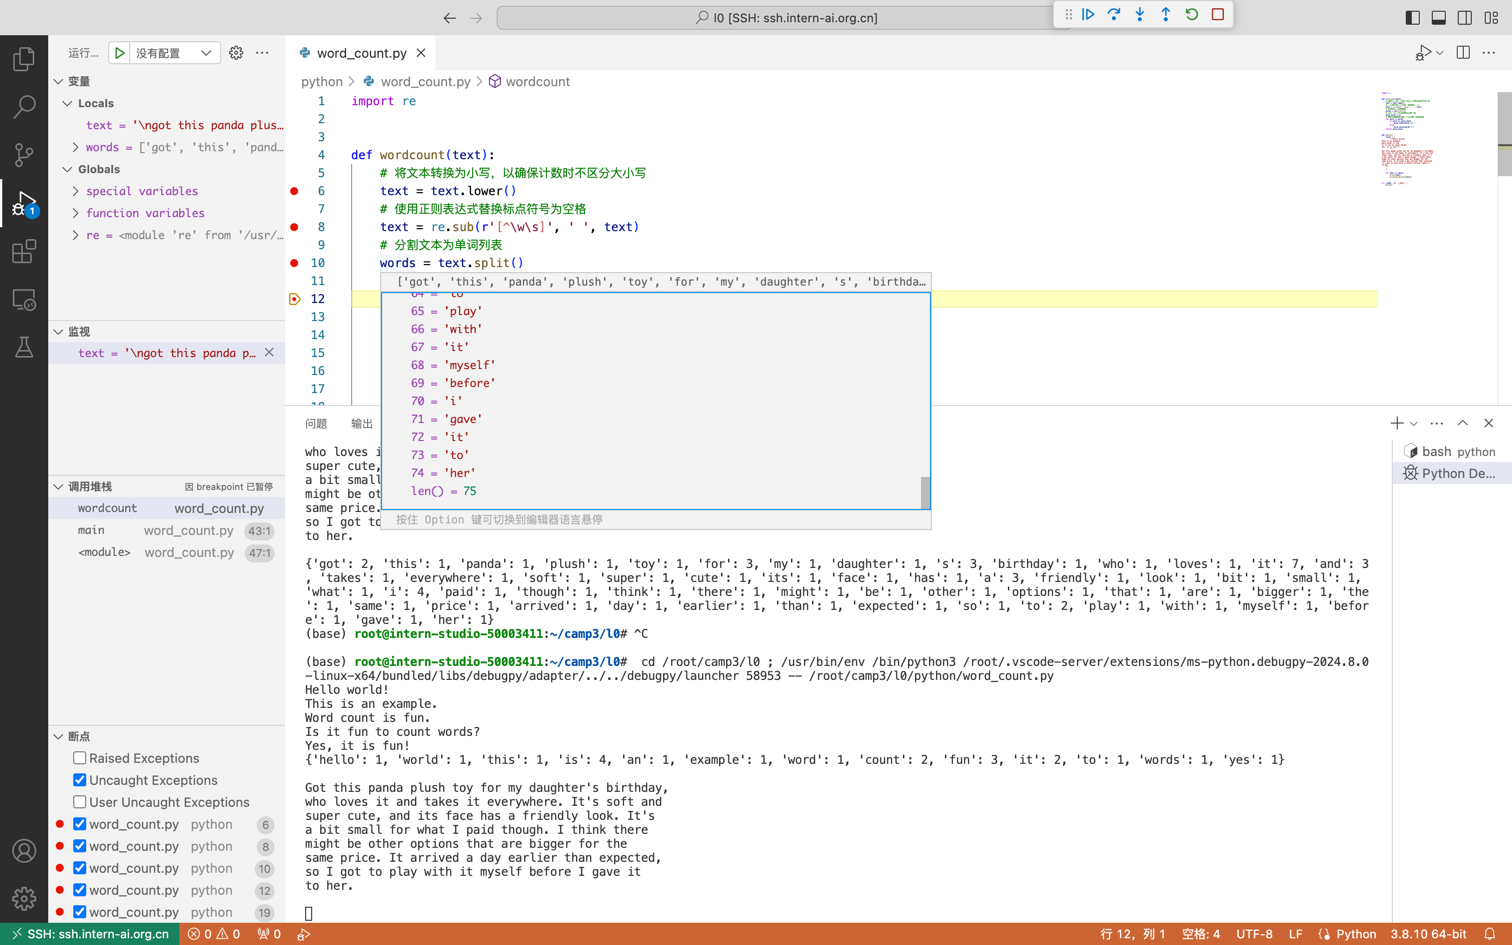 l0 [SSH: ssh.intern-ai.org.cn]
运行...
没有配置
word_count.py
变量
python > word_count.py > wordcount
Locals
text = '\ngot this panda plus...
words = ['got', 'this', 'pand...
Globals
special variables
function variables
re = <module 're' from '/usr/...
监视
text = '\ngot this panda p...
调用堆栈
因 breakpoint 已暂停
wordcount word_count.py
main word_count.py 43:1
<module> word_count.py 47:1
断点
Raised Exceptions
Uncaught Exceptions
User Uncaught Exceptions
word_count.py python 6
word_count.py python 8
word_count.py python 10
word_count.py python 12
word_count.py python 19
1 import re
2
3
4 def wordcount(text):
5 # 将文本转换为小写，以确保计数时不区分大小写
6 text = text.lower()
7 # 使用正则表达式替换标点符号为空格
8 text = re.sub(r'[^\w\s]', ' ', text)
9 # 分割文本为单词列表
10 words = text.split()
11
12
13
14
15
16
17
18
['got', 'this', 'panda', 'plush', 'toy', 'for', 'my', 'daughter', 's', 'birthda...
64 = 'to'
65 = 'play'
66 = 'with'
67 = 'it'
68 = 'myself'
69 = 'before'
70 = 'i'
71 = 'gave'
72 = 'it'
73 = 'to'
74 = 'her'
len() = 75
按住 Option 键可切换到编辑器语言悬停
问题 输出
bash python
Python De...
who loves i
super cute,
a bit small
might be ot
same price.
so I got to
to her.
{'got': 2, 'this': 1, 'panda': 1, 'plush': 1, 'toy': 1, 'for': 3, 'my': 1, 'daughter': 1, 's': 3, 'birthday': 1, 'who': 1, 'loves': 1, 'it': 7, 'and': 3
, 'takes': 1, 'everywhere': 1, 'soft': 1, 'super': 1, 'cute': 1, 'its': 1, 'face': 1, 'has': 1, 'a': 3, 'friendly': 1, 'look': 1, 'bit': 1, 'small': 1,
'what': 1, 'i': 4, 'paid': 1, 'though': 1, 'think': 1, 'there': 1, 'might': 1, 'be': 1, 'other': 1, 'options': 1, 'that': 1, 'are': 1, 'bigger': 1, 'the
': 1, 'same': 1, 'price': 1, 'arrived': 1, 'day': 1, 'earlier': 1, 'than': 1, 'expected': 1, 'so': 1, 'to': 2, 'play': 1, 'with': 1, 'myself': 1, 'befor
e': 1, 'gave': 1, 'her': 1}
(base) root@intern-studio-50003411:~/camp3/l0# ^C
(base) root@intern-studio-50003411:~/camp3/l0# cd /root/camp3/l0 ; /usr/bin/env /bin/python3 /root/.vscode-server/extensions/ms-python.debugpy-2024.8.0
-linux-x64/bundled/libs/debugpy/adapter/../../debugpy/launcher 58953 -- /root/camp3/l0/python/word_count.py
Hello world!
This is an example.
Word count is fun.
Is it fun to count words?
Yes, it is fun!
{'hello': 1, 'world': 1, 'this': 1, 'is': 4, 'an': 1, 'example': 1, 'word': 1, 'count': 2, 'fun': 3, 'it': 2, 'to': 1, 'words': 1, 'yes': 1}
Got this panda plush toy for my daughter's birthday,
who loves it and takes it everywhere. It's soft and
super cute, and its face has a friendly look. It's
a bit small for what I paid though. I think there
might be other options that are bigger for the
same price. It arrived a day earlier than expected,
so I got to play with it myself before I gave it
to her.
SSH: ssh.intern-ai.org.cn
0 0 0
行 12，列 1 空格: 4 UTF-8 LF Python 3.8.10 64-bit